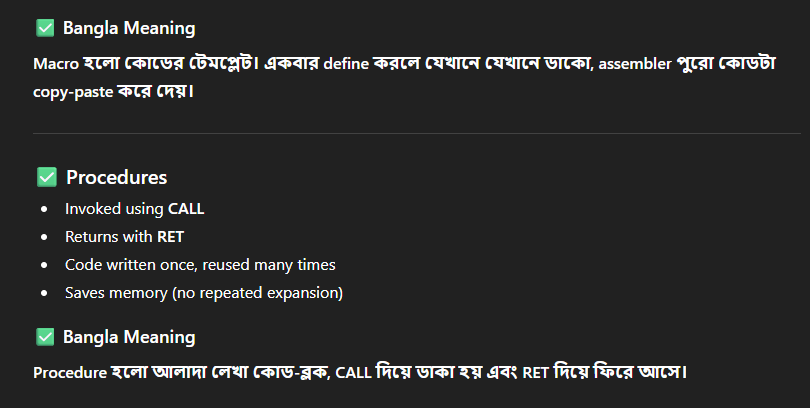 ✅ Bangla Meaning
Macro হলো কোডের টেমপ্লেট। একবার define করলে যেখানে যেখানে ডাকো, assembler পুরো কোডটা
copy-paste করে দেয়।
✅ Procedures
• Invoked using CALL
• Returns with RET
• Code written once, reused many times
• Saves memory (no repeated expansion)
✅ Bangla Meaning
Procedure হলো আলাদা লেখা কোড-ব্লক, CALL দিয়ে ডাকা হয় এবং RET দিয়ে ফিরে আসে।